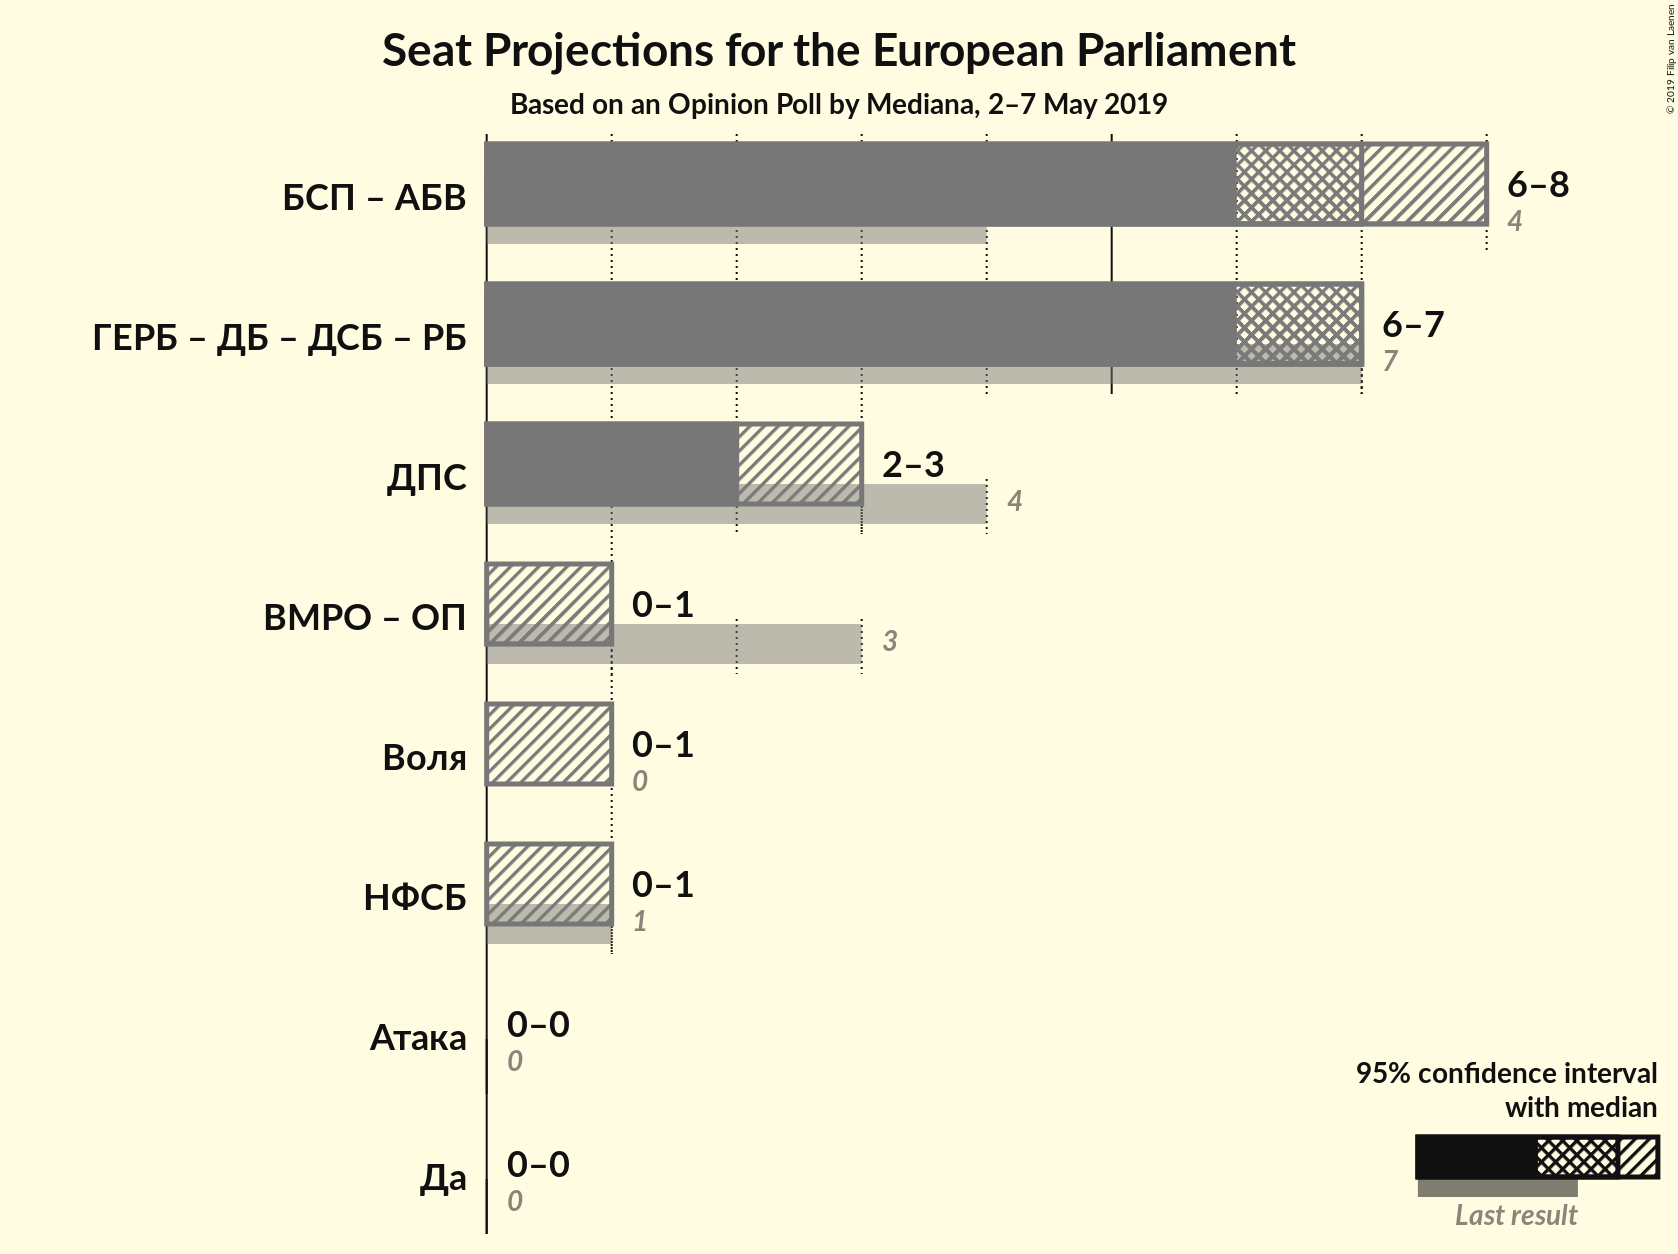 Seat Projections for the European Parliament
Based on an Opinion Poll by Mediana, 2–7 May 2019
© 2019 Filip van Laenen
БСП – АБВ
6–8
4
ГЕРБ – ДБ – ДСБ – РБ
6–7
7
ДПС
2–3
4
ВМРО – ОП
0–1
3
Воля
0–1
0
НФСБ
0–1
1
Атака
0–0
0
Да
0–0
0
95% confidence interval
with median
Last result